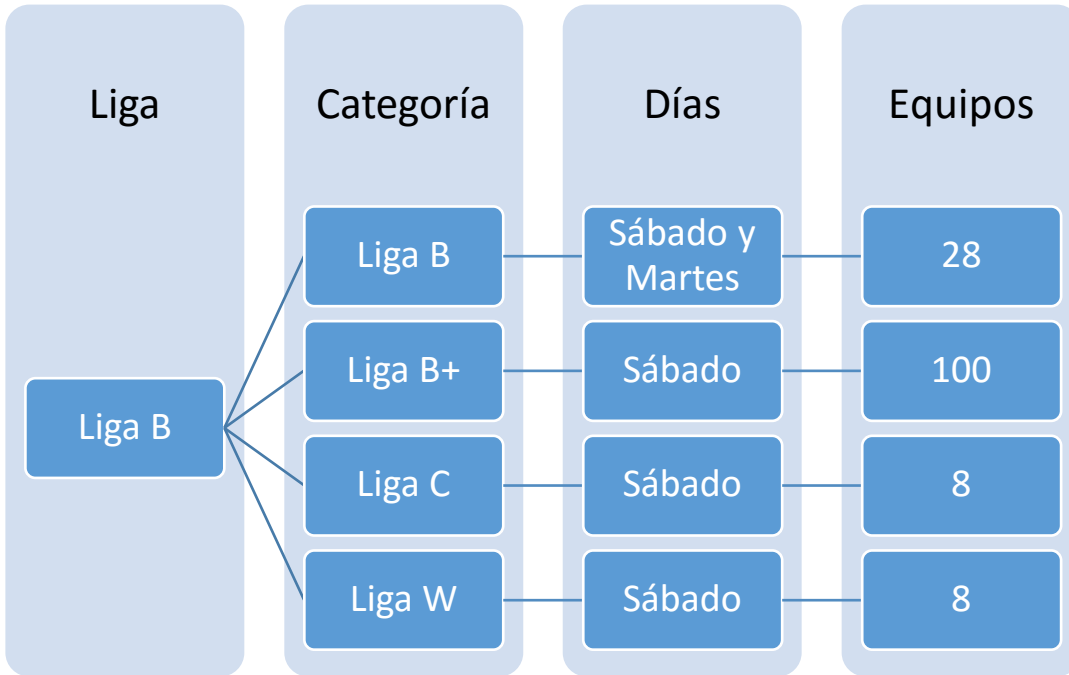 Liga
Categoría
Días
Equipos
Liga B
Liga B
Sábado y
Martes
28
Liga B+
Sábado
100
Liga C
Sábado
8
Liga W
Sábado
8